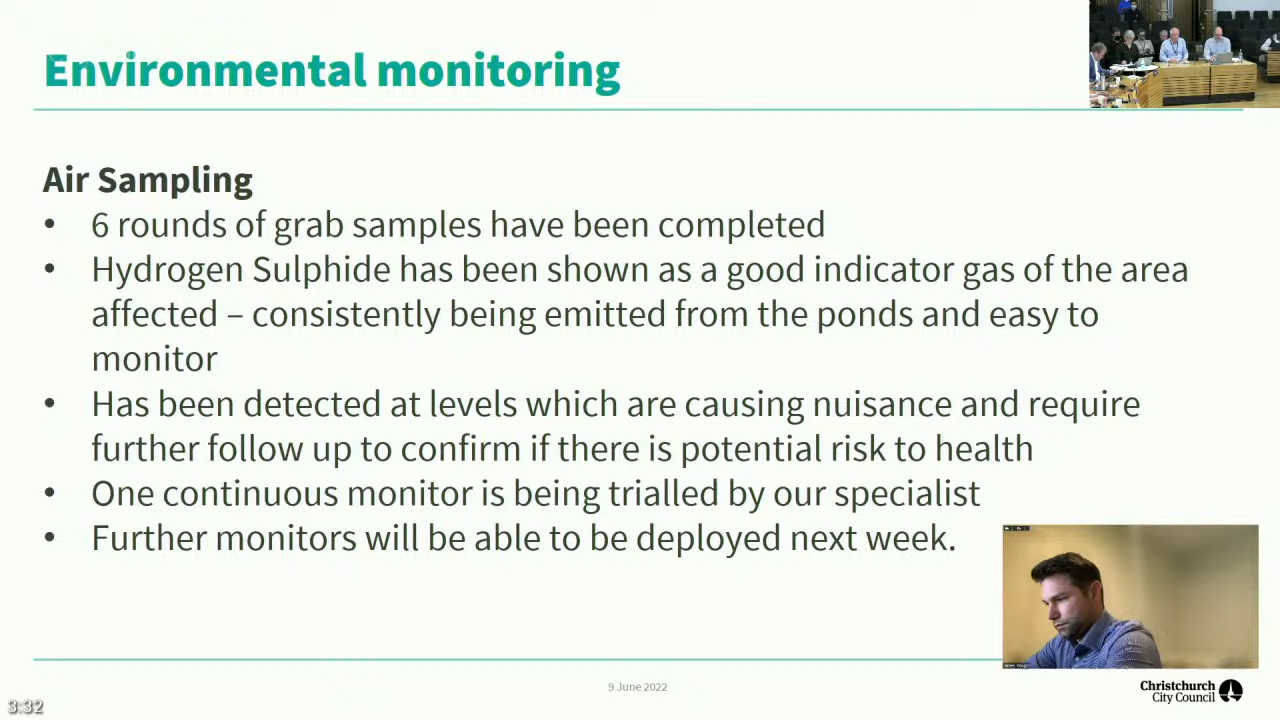 Environmental monitoring
Air Sampling
• 6 rounds of grab samples have been completed
• Hydrogen Sulphide has been shown as a good indicator gas of the area
affected – consistently being emitted from the ponds and easy to
monitor
• Has been detected at levels which are causing nuisance and require
further follow up to confirm if there is potential risk to health
• One continuous monitor is being trialled by our specialist
• Further monitors will be able to be deployed next week.
9 June 2022
Christchurch
City Council
3:32